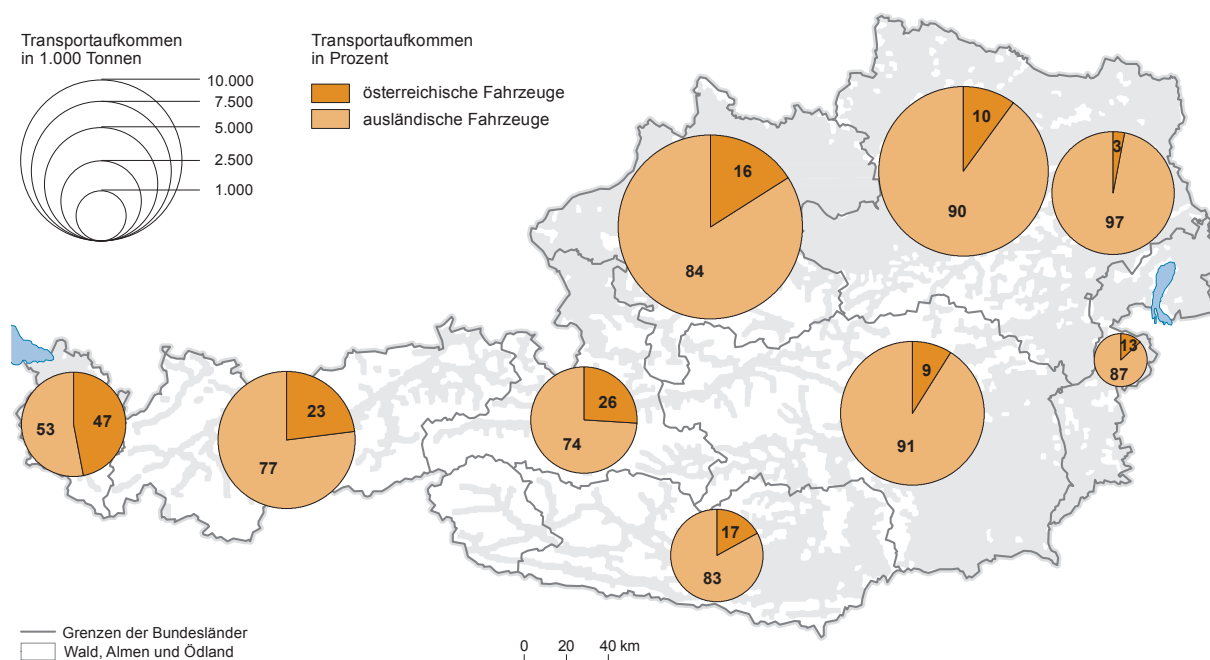 Transportaufkommen
in 1.000 Tonnen
10.000
7.500
5.000
2.500
1.000
Transportaufkommen
in Prozent
österreichische Fahrzeuge
ausländische Fahrzeuge
16
84
10
90
3
97
13
87
47
53
23
77
26
74
9
91
17
83
Grenzen der Bundesländer
Wald, Almen und Ödland
0 20 40 km